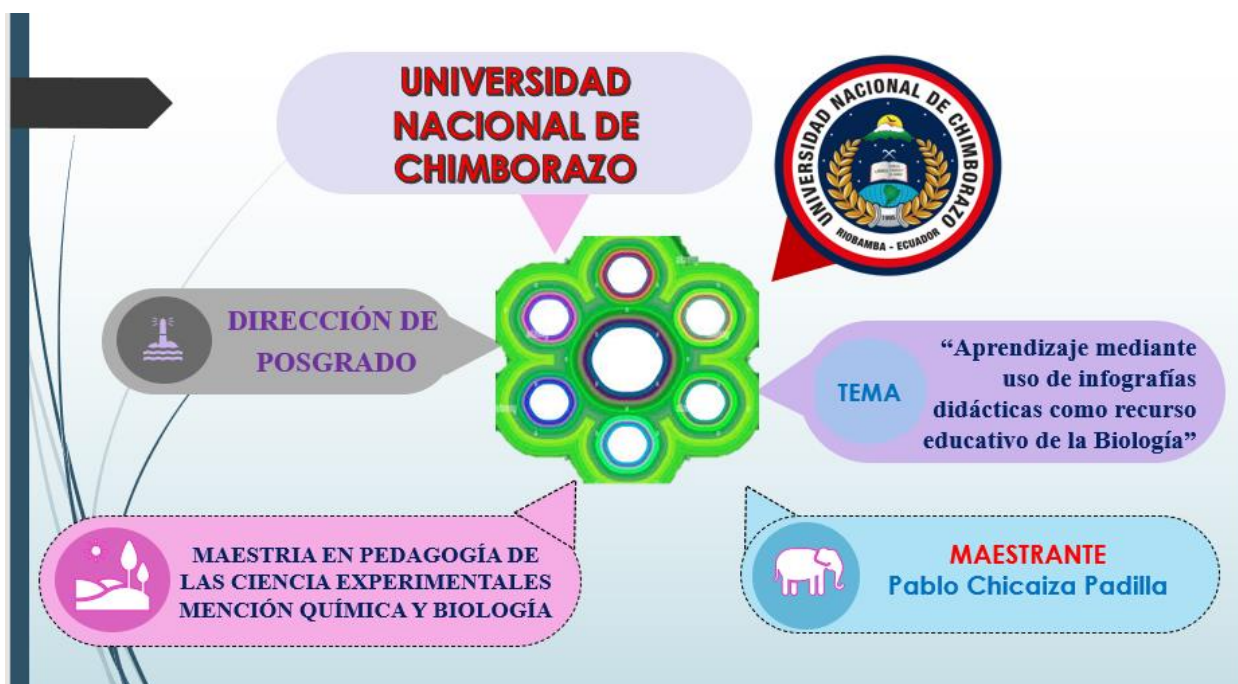 UNIVERSIDAD
NACIONAL DE
CHIMBORAZO
UNIVERSIDAD NACIONAL DE CHIMBORAZO
1995
RIOBAMBA - ECUADOR
DIRECCIÓN DE
POSGRADO
TEMA
“Aprendizaje mediante
uso de infografías
didácticas como recurso
educativo de la Biología”
MAESTRIA EN PEDAGOGÍA DE
LAS CIENCIA EXPERIMENTALES
MENCIÓN QUÍMICA Y BIOLOGÍA
MAESTRANTE
Pablo Chicaiza Padilla